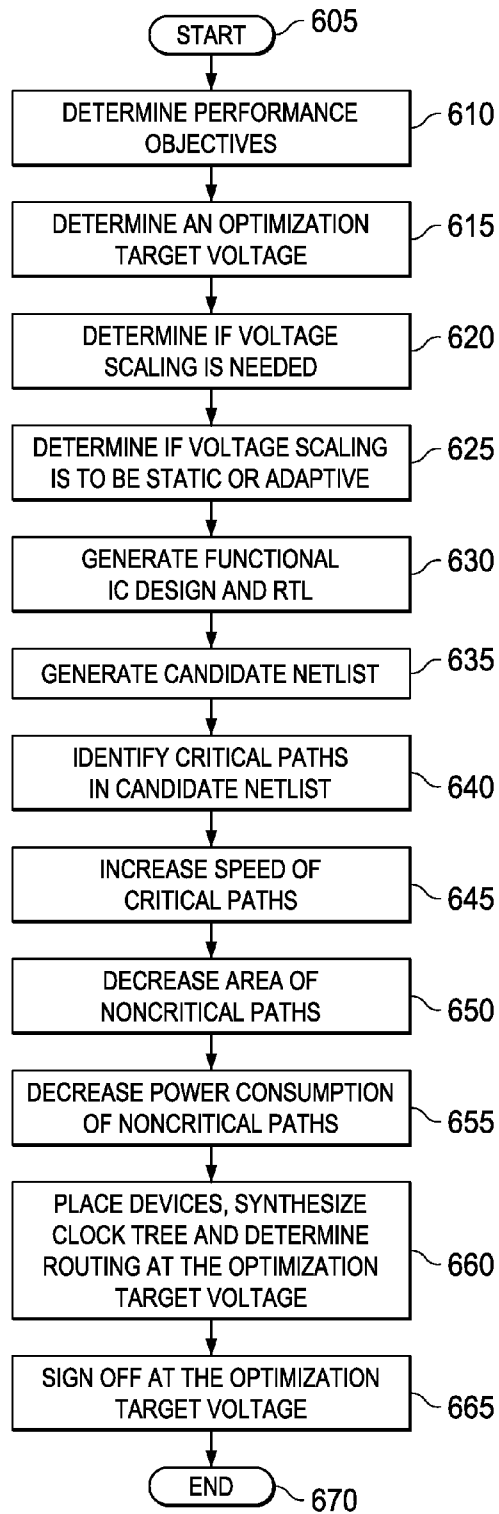 START
605
DETERMINE PERFORMANCE
OBJECTIVES
610
DETERMINE AN OPTIMIZATION
TARGET VOLTAGE
615
DETERMINE IF VOLTAGE
SCALING IS NEEDED
620
DETERMINE IF VOLTAGE SCALING
IS TO BE STATIC OR ADAPTIVE
625
GENERATE FUNCTIONAL
IC DESIGN AND RTL
630
GENERATE CANDIDATE NETLIST
635
IDENTIFY CRITICAL PATHS
IN CANDIDATE NETLIST
640
INCREASE SPEED OF
CRITICAL PATHS
645
DECREASE AREA OF
NONCRITICAL PATHS
650
DECREASE POWER CONSUMPTION
OF NONCRITICAL PATHS
655
PLACE DEVICES, SYNTHESIZE
CLOCK TREE AND DETERMINE
ROUTING AT THE OPTIMIZATION
TARGET VOLTAGE
660
SIGN OFF AT THE OPTIMIZATION
TARGET VOLTAGE
665
END
670